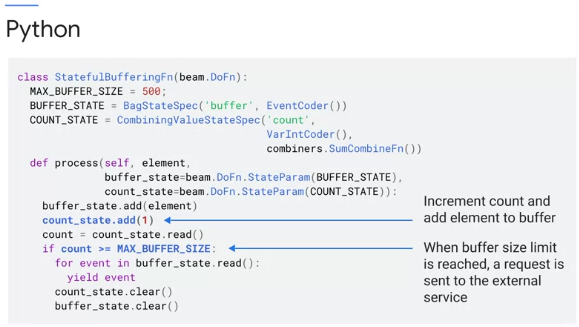 Python
class StatefulBufferingFn(beam.DoFn):
MAX_BUFFER_SIZE = 500;
BUFFER_STATE = BagStateSpec('buffer', EventCoder())
COUNT_STATE = CombiningValueStateSpec('count',
VarIntCoder(),
combiners.SumCombineFn())
def process(self, element,
buffer_state=beam.DoFn.StateParam(BUFFER_STATE),
count_state=beam.DoFn.StateParam(COUNT_STATE)):
buffer_state.add(element)
count_state.add(1)
count = count_state.read()
if count >= MAX_BUFFER_SIZE:
for event in buffer_state.read():
yield event
count_state.clear()
buffer_state.clear()
Increment count and
add element to buffer
When buffer size limit
is reached, a request is
sent to the external
service